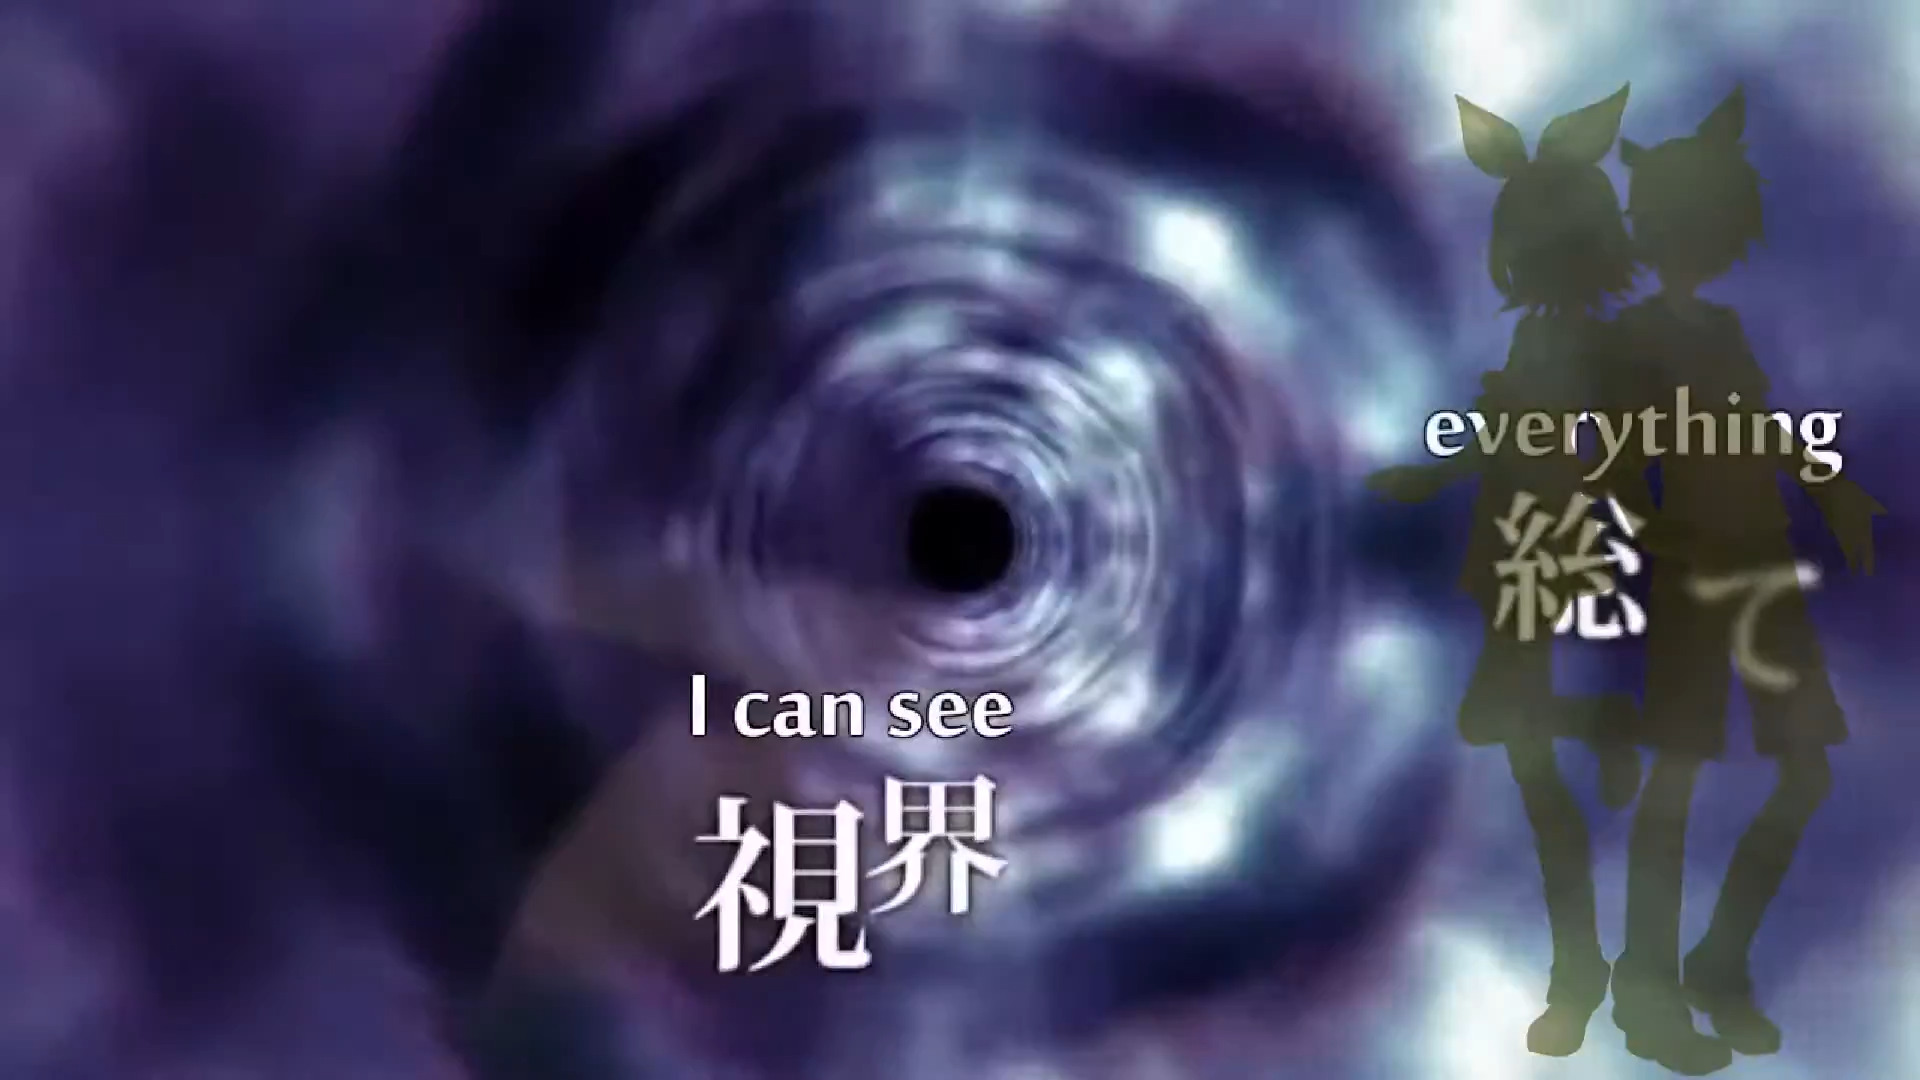 I can see
視界
everything
総て